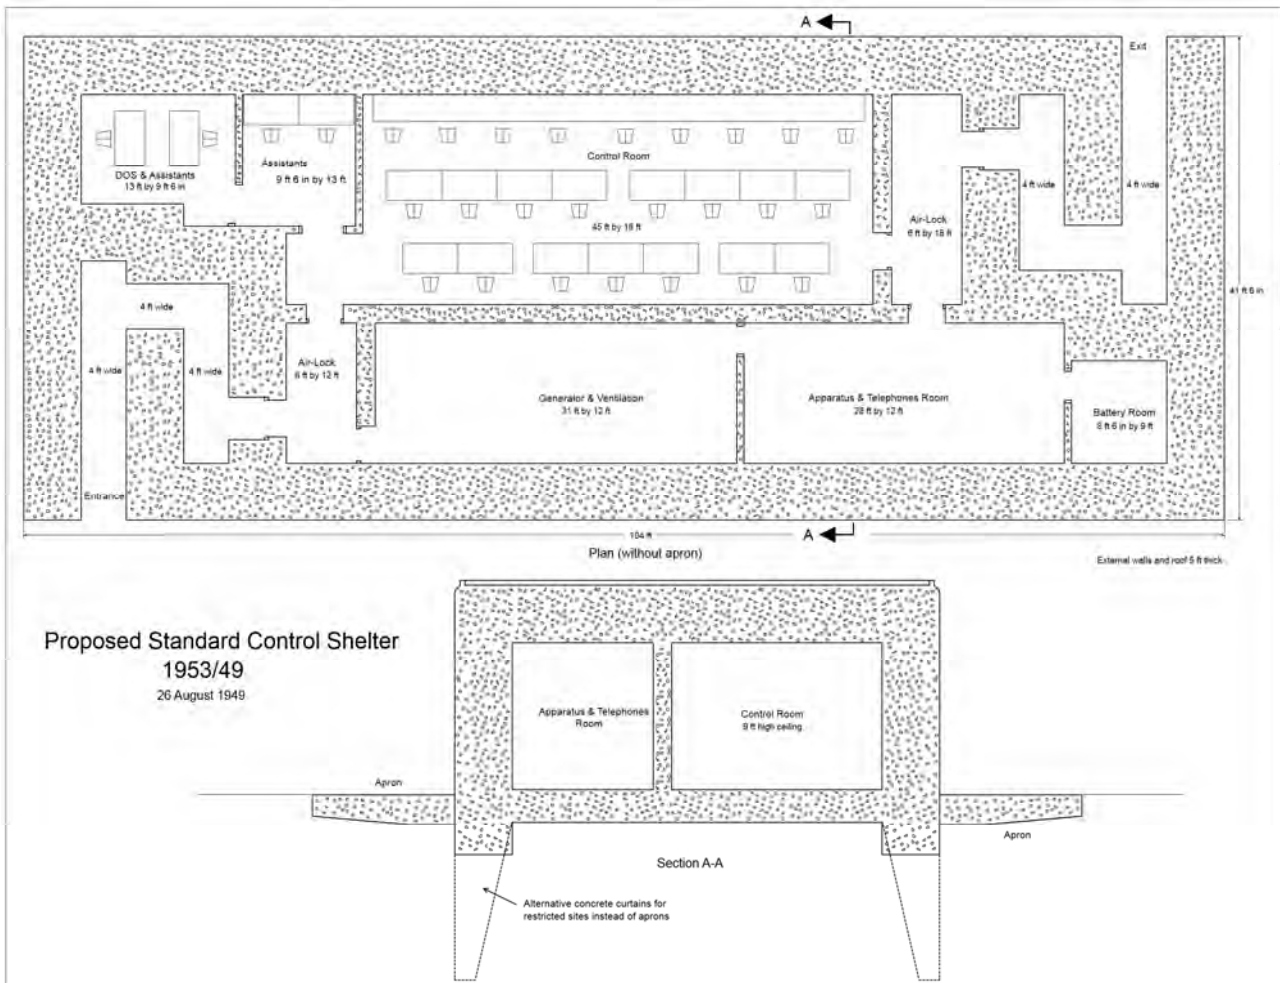 A
Exit
DOS & Assistants
13 ft by 9 ft 6 in
Assistants
9 ft 6 in by 13 ft
Control Room
45 ft by 18 ft
Air-Lock
6 ft by 18 ft
4 ft wide
4 ft wide
41 ft 6 in
4 ft wide
4 ft wide
4 ft wide
Air-Lock
6 ft by 12 ft
Generator & Ventilation
31 ft by 12 ft
Apparatus & Telephones Room
28 ft by 12 ft
Battery Room
8 ft 6 in by 9 ft
Entrance
104 ft
A
Plan (without apron)
External walls and roof 5 ft thick
Proposed Standard Control Shelter
1953/49
26 August 1949
Apparatus & Telephones
Room
Control Room
9 ft high ceiling
Apron
Apron
Section A-A
Alternative concrete curtains for
restricted sites instead of aprons